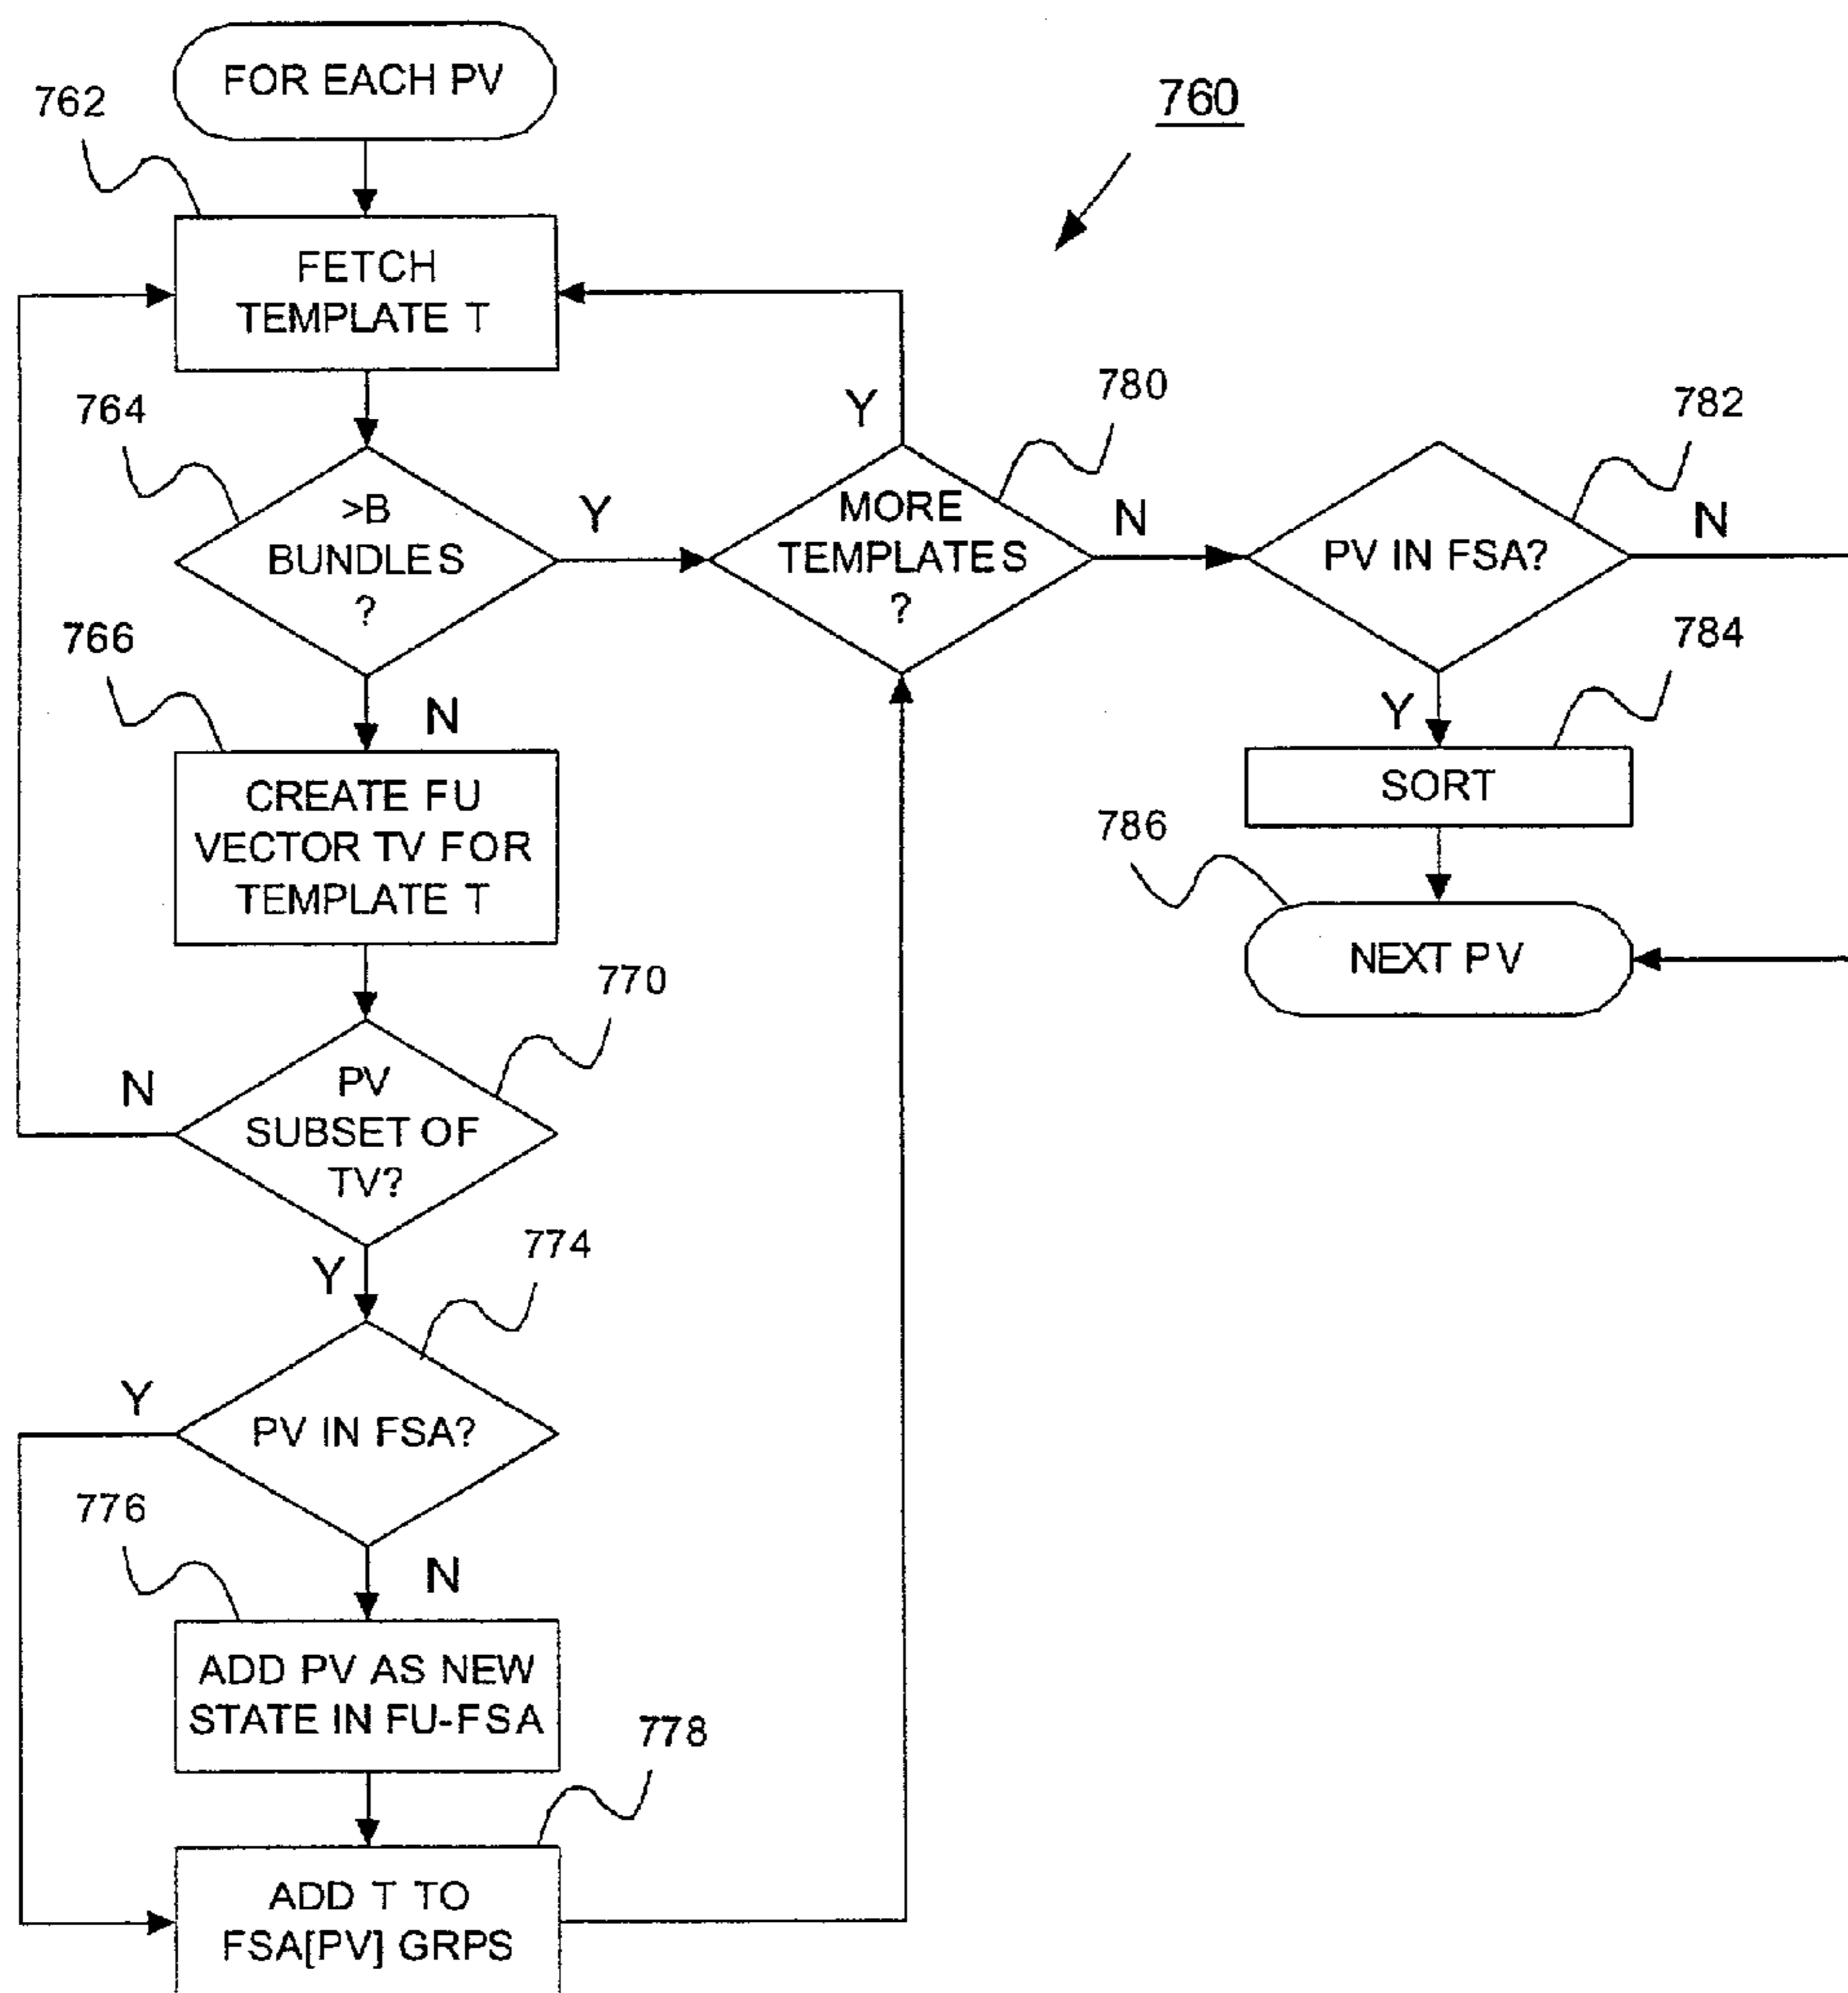 FOR EACH PV
760
762
FETCH
TEMPLATE T
764
>B
BUNDLES
?
Y
N
780
MORE
TEMPLATES
?
Y
N
782
PV IN FSA?
N
Y
784
SORT
786
NEXT PV
766
CREATE FU
VECTOR TV FOR
TEMPLATE T
770
PV
SUBSET OF
TV?
N
Y
774
PV IN FSA?
Y
N
776
ADD PV AS NEW
STATE IN FU-FSA
778
ADD T TO
FSA[PV] GRPS